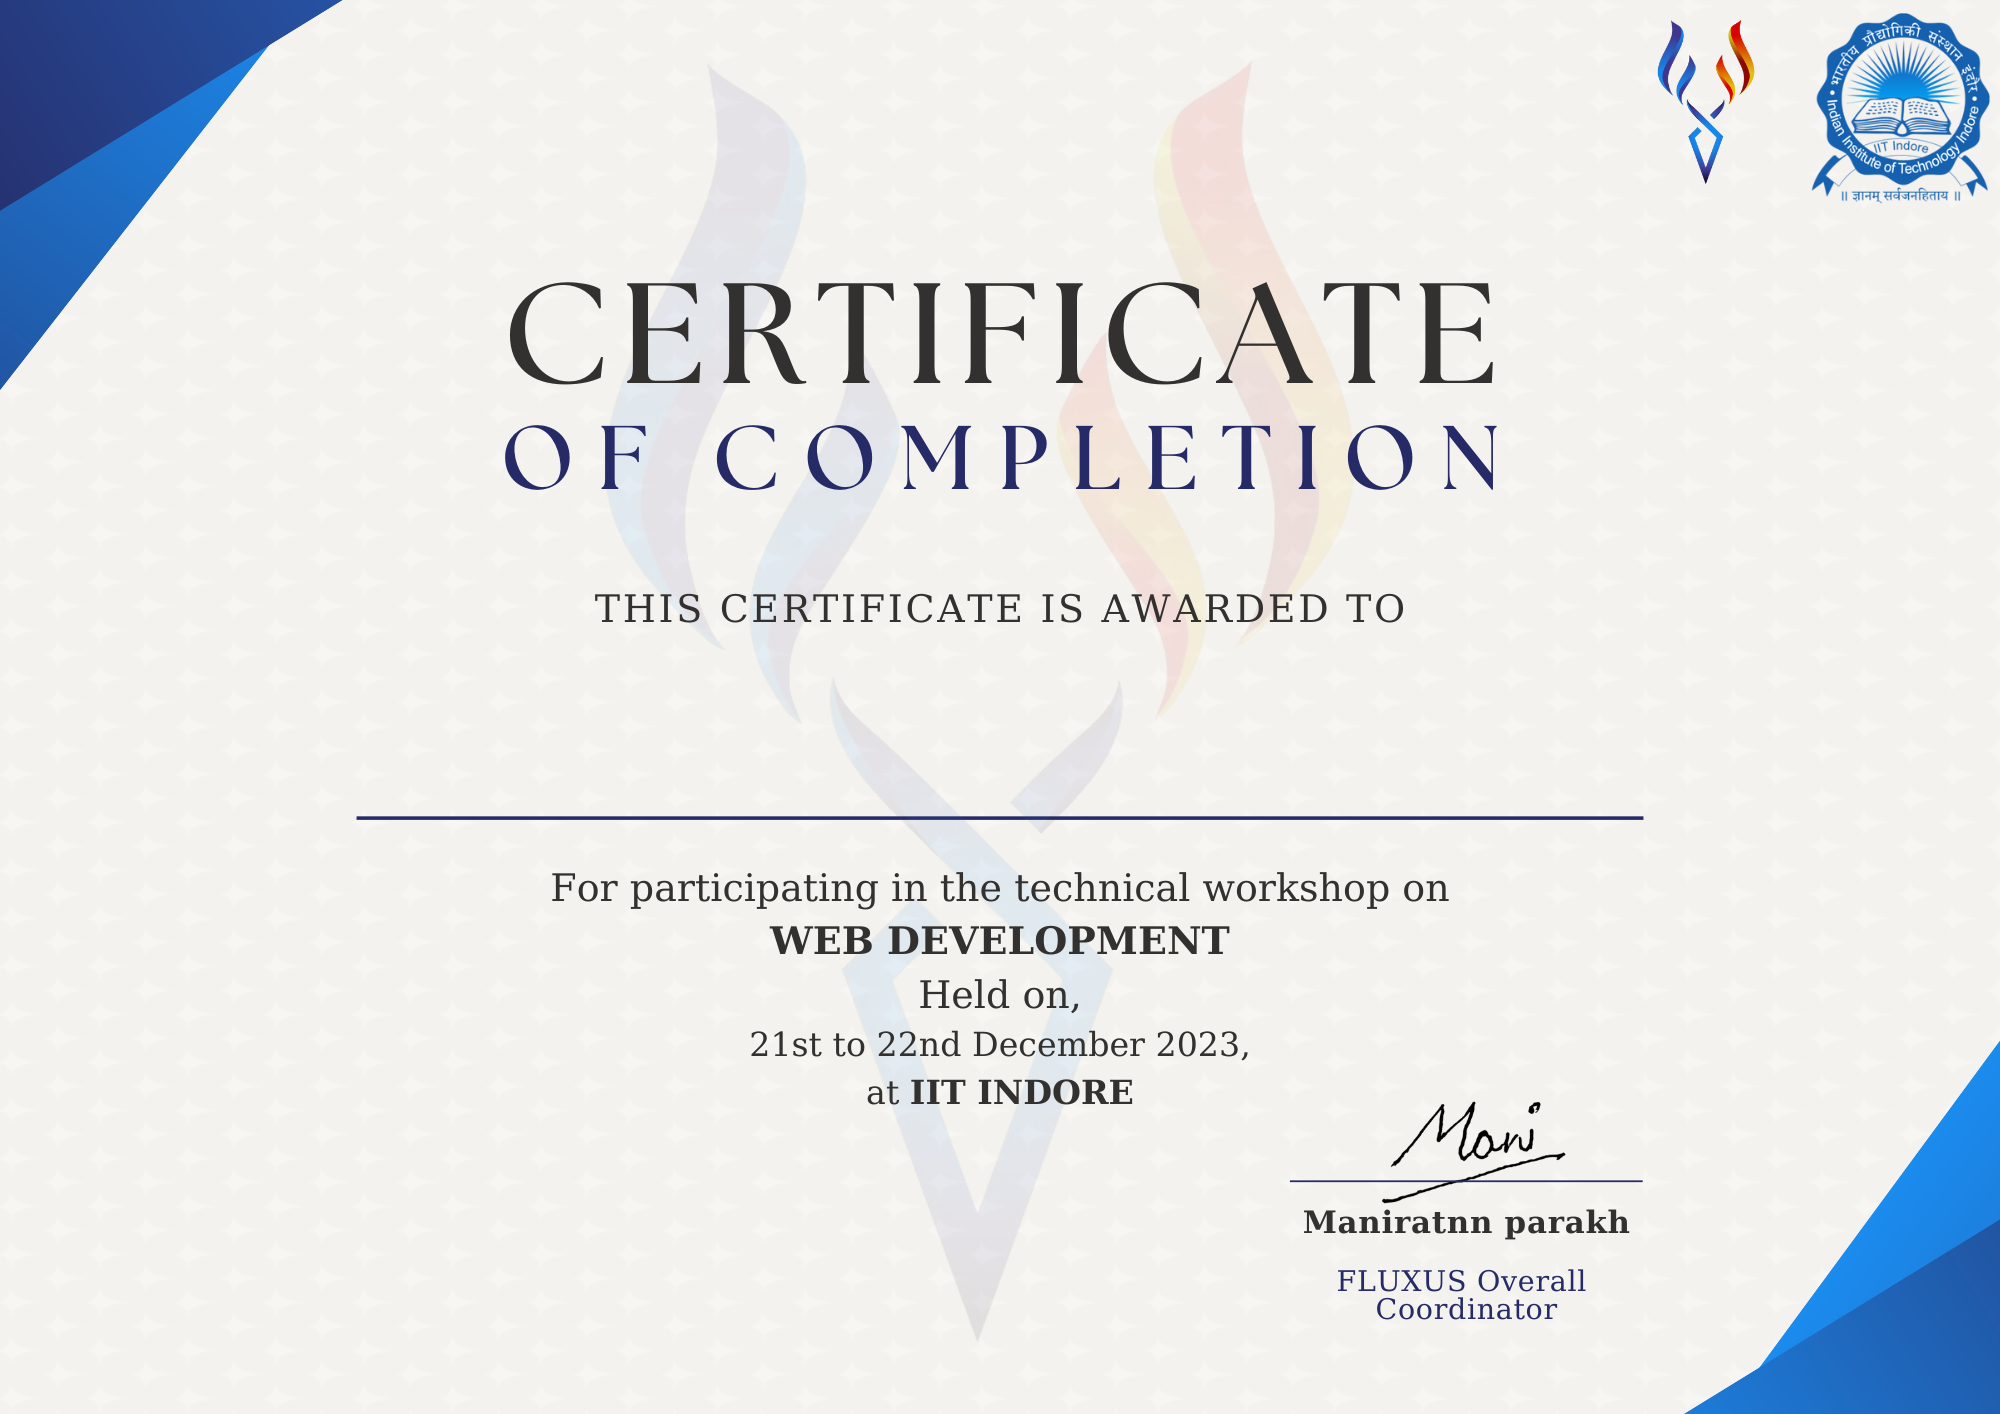 भारतीय प्रौद्योगिकी संस्थान इंदौर
Indian Institute of Technology Indore
IIT Indore
॥ ज्ञानम् सर्वजनहिताय ॥
CERTIFICATE
OF COMPLETION
THIS CERTIFICATE IS AWARDED TO
For participating in the technical workshop on
WEB DEVELOPMENT
Held on,
21st to 22nd December 2023,
at IIT INDORE
Mani
Maniratnn parakh
FLUXUS Overall
Coordinator